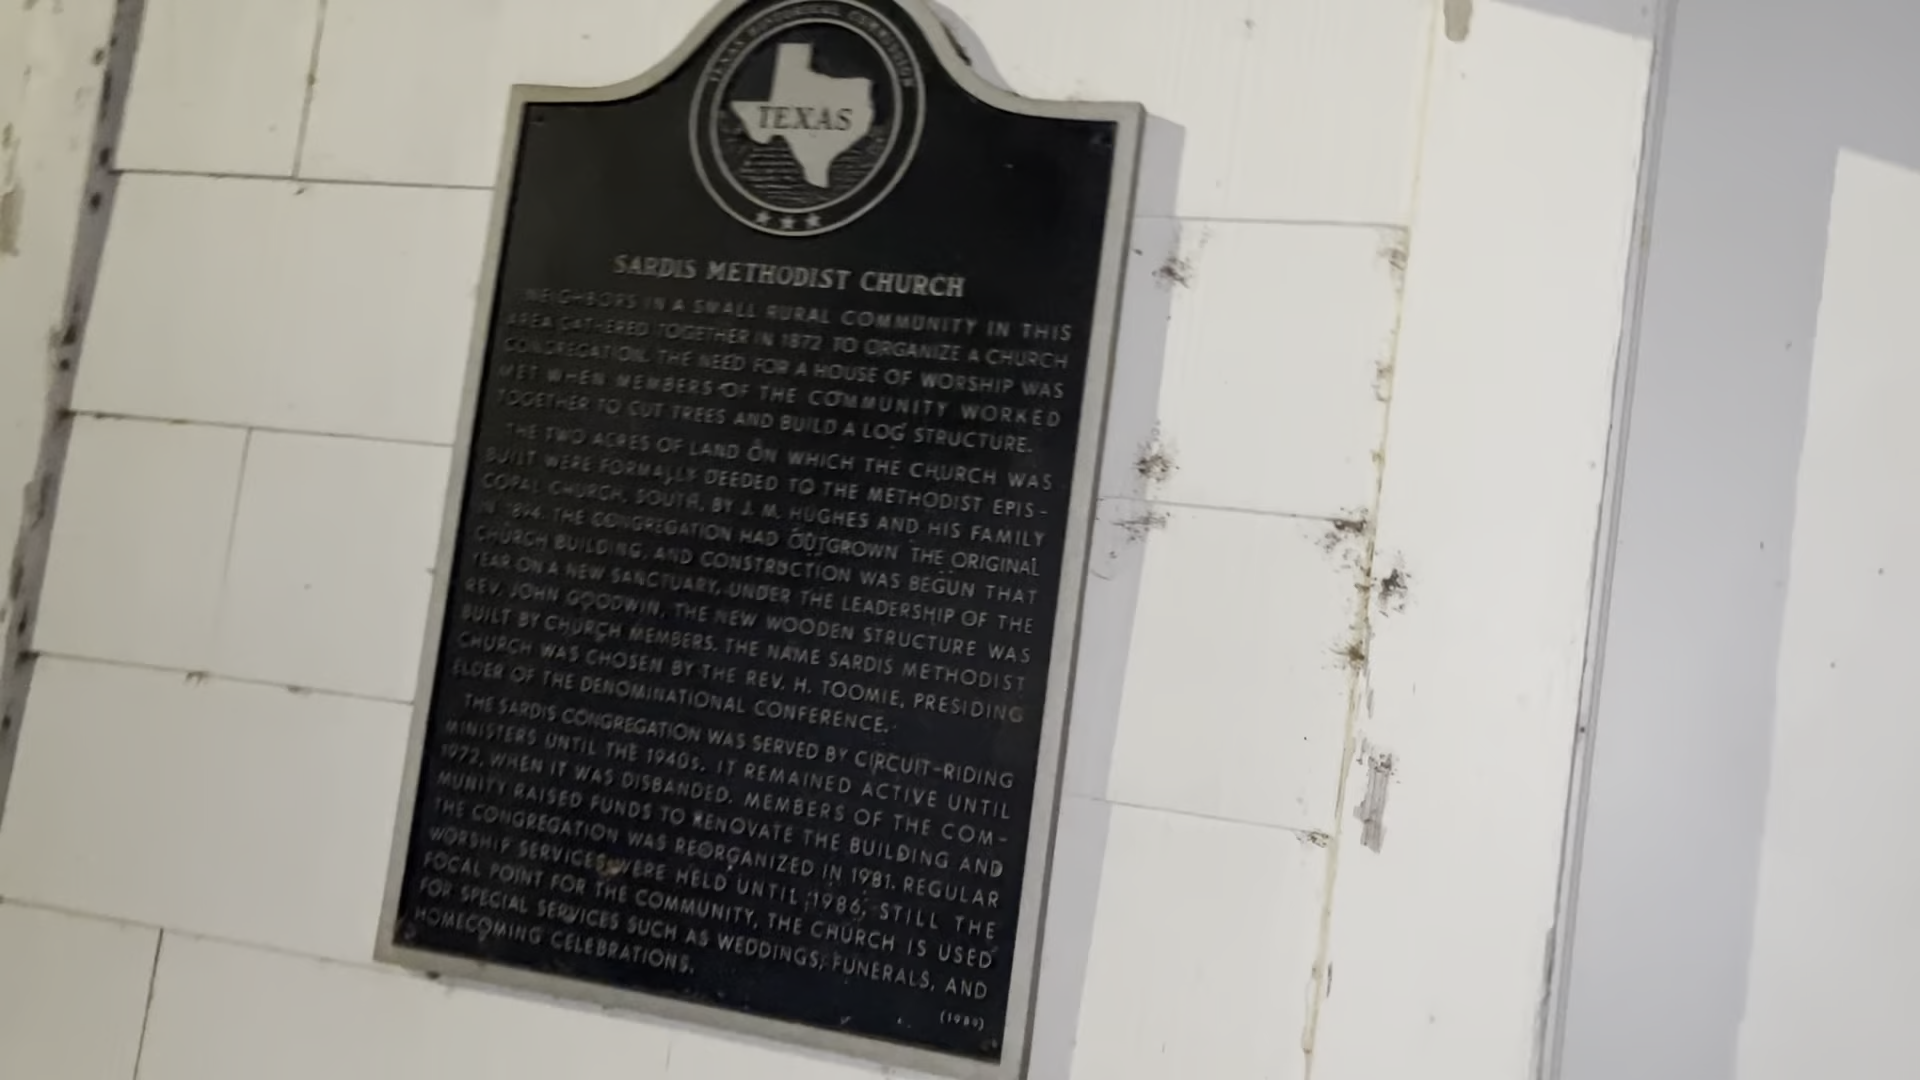 TEXAS HISTORICAL COMMISSION
TEXAS
SARDIS METHODIST CHURCH
NEIGHBORS IN A SMALL RURAL COMMUNITY IN THIS
AREA GATHERED TOGETHER IN 1872 TO ORGANIZE A CHURCH
CONGREGATION. THE NEED FOR A HOUSE OF WORSHIP WAS
MET WHEN MEMBERS OF THE COMMUNITY WORKED
TOGETHER TO CUT TREES AND BUILD A LOG STRUCTURE.
THE TWO ACRES OF LAND ON WHICH THE CHURCH WAS
BUILT WERE FORMALLY DEEDED TO THE METHODIST EPIS-
COPAL CHURCH, SOUTH, BY J. M. HUGHES AND HIS FAMILY
IN 1894. THE CONGREGATION HAD OUTGROWN THE ORIGINAL
CHURCH BUILDING, AND CONSTRUCTION WAS BEGUN THAT
YEAR ON A NEW SANCTUARY. UNDER THE LEADERSHIP OF THE
REV. JOHN GOODWIN, THE NEW WOODEN STRUCTURE WAS
BUILT BY CHURCH MEMBERS. THE NAME SARDIS METHODIST
CHURCH WAS CHOSEN BY THE REV. H. TOOMIE, PRESIDING
ELDER OF THE DENOMINATIONAL CONFERENCE.
THE SARDIS CONGREGATION WAS SERVED BY CIRCUIT-RIDING
MINISTERS UNTIL THE 1940S. IT REMAINED ACTIVE UNTIL
1972, WHEN IT WAS DISBANDED. MEMBERS OF THE COM-
MUNITY RAISED FUNDS TO RENOVATE THE BUILDING AND
THE CONGREGATION WAS REORGANIZED IN 1981. REGULAR
WORSHIP SERVICES WERE HELD UNTIL 1986. STILL THE
FOCAL POINT FOR THE COMMUNITY, THE CHURCH IS USED
FOR SPECIAL SERVICES SUCH AS WEDDINGS, FUNERALS, AND
HOMECOMING CELEBRATIONS.
(1989)